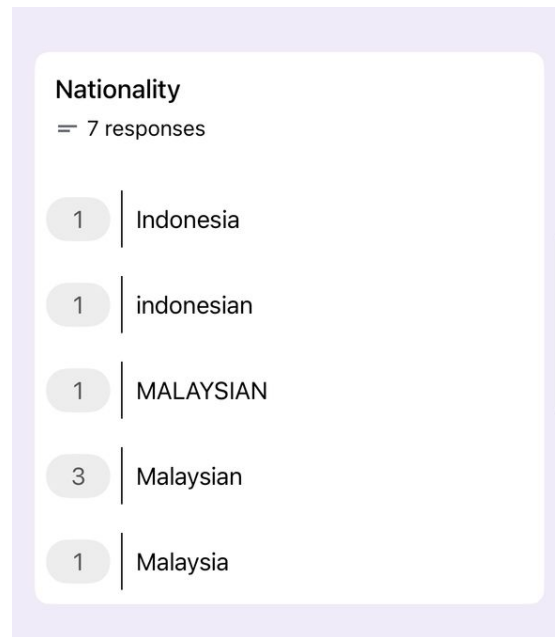 Nationality
7 responses
1 Indonesia
1 indonesian
1 MALAYSIAN
3 Malaysian
1 Malaysia